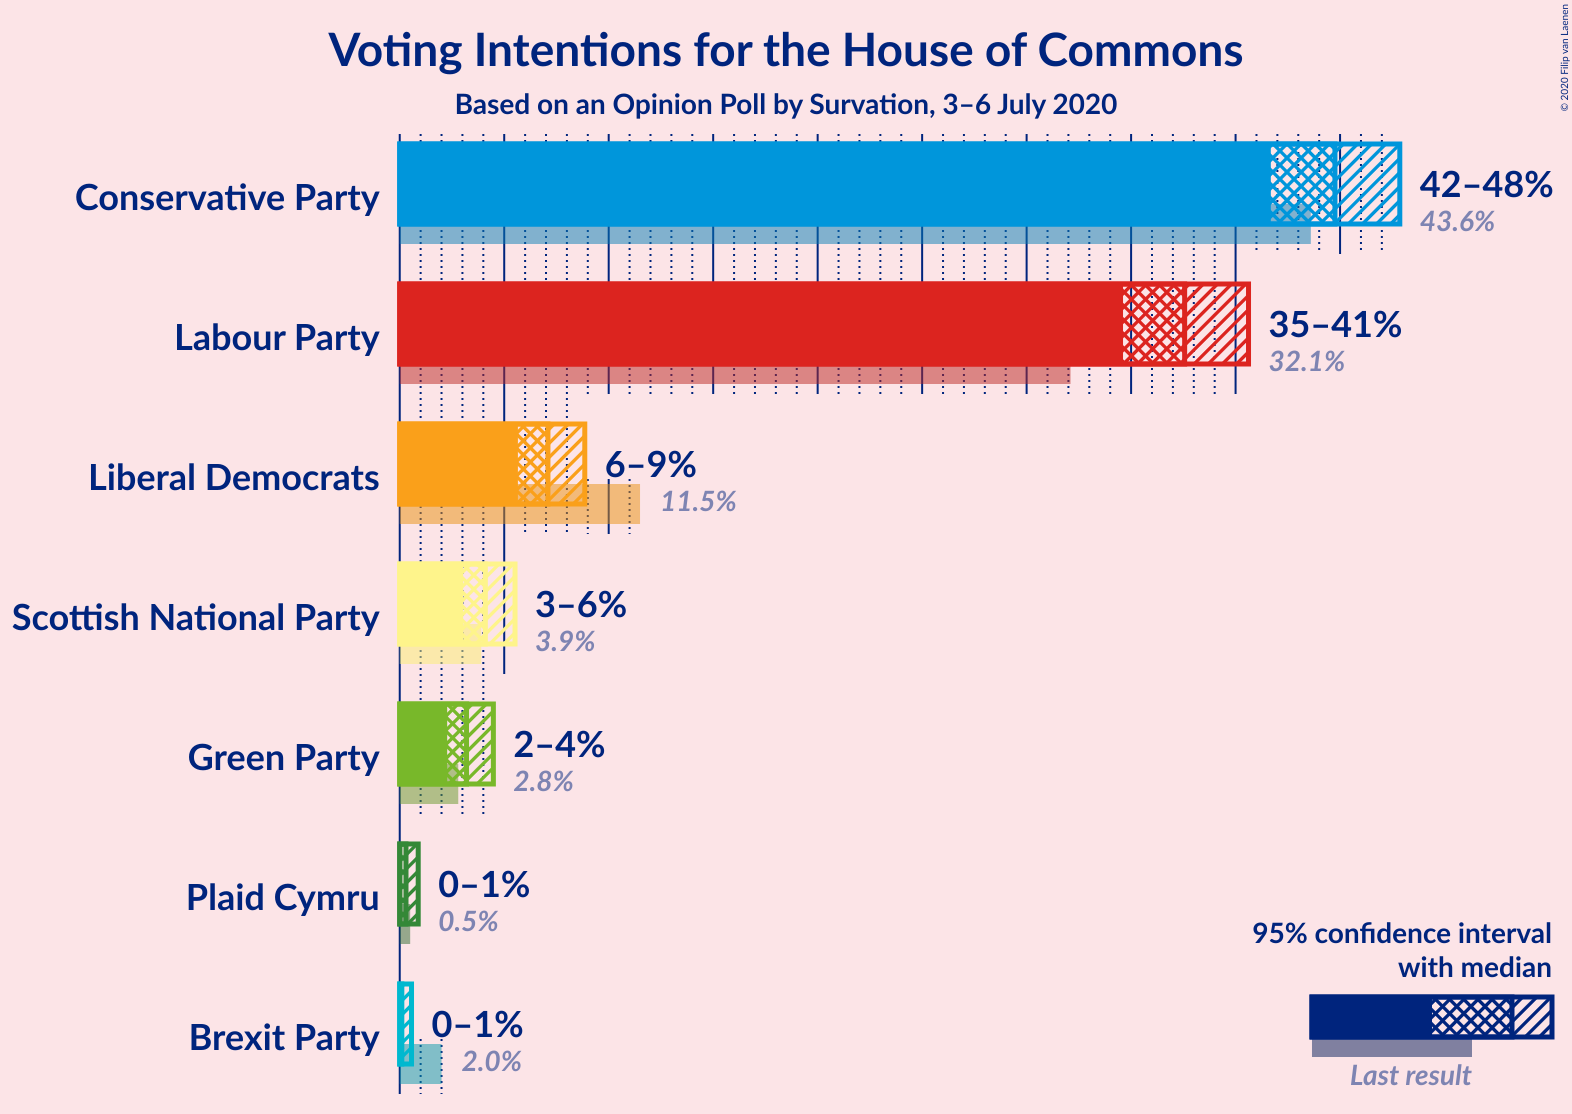 Voting Intentions for the House of Commons
Based on an Opinion Poll by Survation, 3–6 July 2020
© 2020 Filip van Laenen
Conservative Party
42–48%
43.6%
Labour Party
35–41%
32.1%
Liberal Democrats
6–9%
11.5%
Scottish National Party
3–6%
3.9%
Green Party
2–4%
2.8%
Plaid Cymru
0–1%
0.5%
Brexit Party
0–1%
2.0%
95% confidence interval
with median
Last result